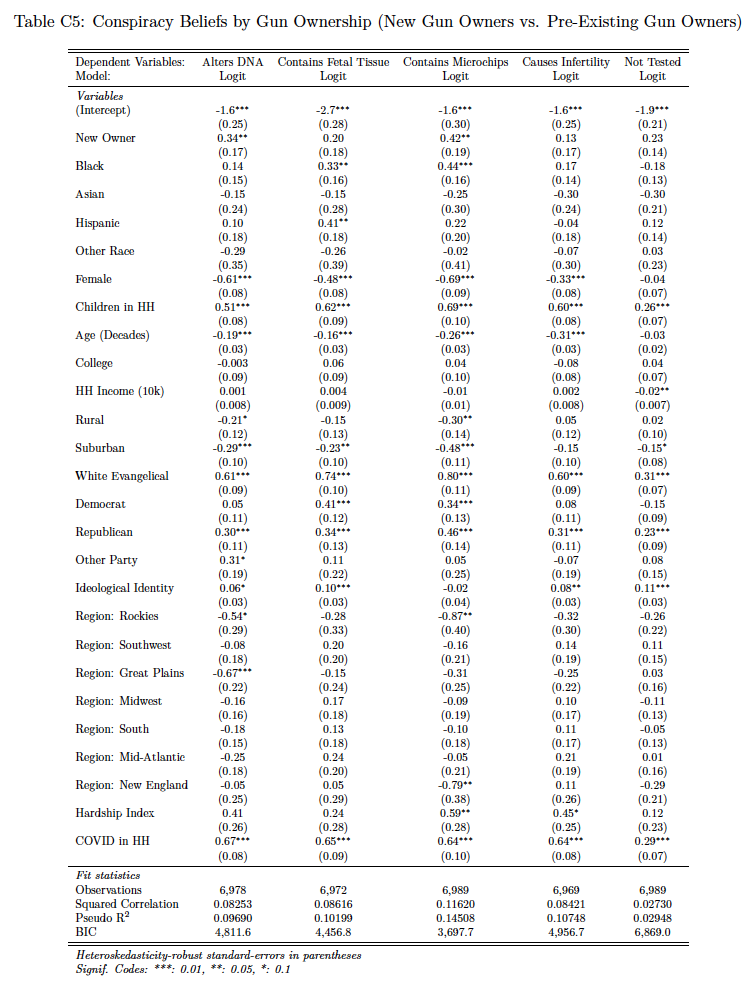 Table C5: Conspiracy Beliefs by Gun Ownership (New Gun Owners vs. Pre-Existing Gun Owners)
Dependent Variables: Alters DNA Contains Fetal Tissue Contains Microchips Causes Infertility Not Tested
Model: Logit Logit Logit Logit Logit
Variables
(Intercept) -1.6*** -2.7*** -1.6*** -1.6*** -1.9***
(0.25) (0.28) (0.30) (0.25) (0.21)
New Owner 0.34** 0.20 0.42** 0.13 0.23
(0.17) (0.18) (0.19) (0.17) (0.14)
Black 0.14 0.33** 0.44*** 0.17 -0.18
(0.15) (0.16) (0.16) (0.14) (0.13)
Asian -0.15 -0.15 -0.25 -0.30 -0.30
(0.24) (0.28) (0.30) (0.24) (0.21)
Hispanic 0.10 0.41** 0.22 -0.04 0.12
(0.18) (0.18) (0.20) (0.18) (0.14)
Other Race -0.29 -0.26 -0.02 -0.07 0.03
(0.35) (0.39) (0.41) (0.30) (0.23)
Female -0.61*** -0.48*** -0.69*** -0.33*** -0.04
(0.08) (0.08) (0.09) (0.08) (0.07)
Children in HH 0.51*** 0.62*** 0.69*** 0.60*** 0.26***
(0.08) (0.09) (0.10) (0.08) (0.07)
Age (Decades) -0.19*** -0.16*** -0.26*** -0.31*** -0.03
(0.03) (0.03) (0.03) (0.03) (0.02)
College -0.003 0.06 0.04 -0.08 0.04
(0.09) (0.09) (0.10) (0.08) (0.07)
HH Income (10k) 0.001 0.004 -0.01 0.002 -0.02**
(0.008) (0.009) (0.01) (0.008) (0.007)
Rural -0.21* -0.15 -0.30** 0.05 0.02
(0.12) (0.13) (0.14) (0.12) (0.10)
Suburban -0.29*** -0.23** -0.48*** -0.15 -0.15*
(0.10) (0.10) (0.11) (0.10) (0.08)
White Evangelical 0.61*** 0.74*** 0.80*** 0.60*** 0.31***
(0.09) (0.10) (0.11) (0.09) (0.07)
Democrat 0.05 0.41*** 0.34*** 0.08 -0.15
(0.11) (0.12) (0.13) (0.11) (0.09)
Republican 0.30*** 0.34*** 0.46*** 0.31*** 0.23***
(0.11) (0.13) (0.14) (0.11) (0.09)
Other Party 0.31* 0.11 0.05 -0.07 0.08
(0.19) (0.22) (0.25) (0.19) (0.15)
Ideological Identity 0.06* 0.10*** -0.02 0.08** 0.11***
(0.03) (0.03) (0.04) (0.03) (0.03)
Region: Rockies -0.54* -0.28 -0.87** -0.32 -0.26
(0.29) (0.33) (0.40) (0.30) (0.22)
Region: Southwest -0.08 0.20 -0.16 0.14 0.11
(0.18) (0.20) (0.21) (0.19) (0.15)
Region: Great Plains -0.67*** -0.15 -0.31 -0.25 0.03
(0.22) (0.24) (0.25) (0.22) (0.16)
Region: Midwest -0.16 0.17 -0.09 0.10 -0.11
(0.16) (0.18) (0.19) (0.17) (0.13)
Region: South -0.18 0.13 -0.10 0.11 -0.05
(0.15) (0.18) (0.18) (0.17) (0.13)
Region: Mid-Atlantic -0.25 0.24 -0.05 0.21 0.01
(0.18) (0.20) (0.21) (0.19) (0.16)
Region: New England -0.05 0.05 -0.79** 0.11 -0.29
(0.25) (0.29) (0.38) (0.26) (0.21)
Hardship Index 0.41 0.24 0.59** 0.45* 0.12
(0.26) (0.28) (0.28) (0.25) (0.23)
COVID in HH 0.67*** 0.65*** 0.64*** 0.64*** 0.29***
(0.08) (0.09) (0.10) (0.08) (0.07)
Fit statistics
Observations 6,978 6,972 6,989 6,969 6,989
Squared Correlation 0.08253 0.08616 0.11620 0.08421 0.02730
Pseudo R² 0.09690 0.10199 0.14508 0.10748 0.02948
BIC 4,811.6 4,456.8 3,697.7 4,956.7 6,869.0
Heteroskedasticity-robust standard-errors in parentheses
Signif. Codes: ***: 0.01, **: 0.05, *: 0.1